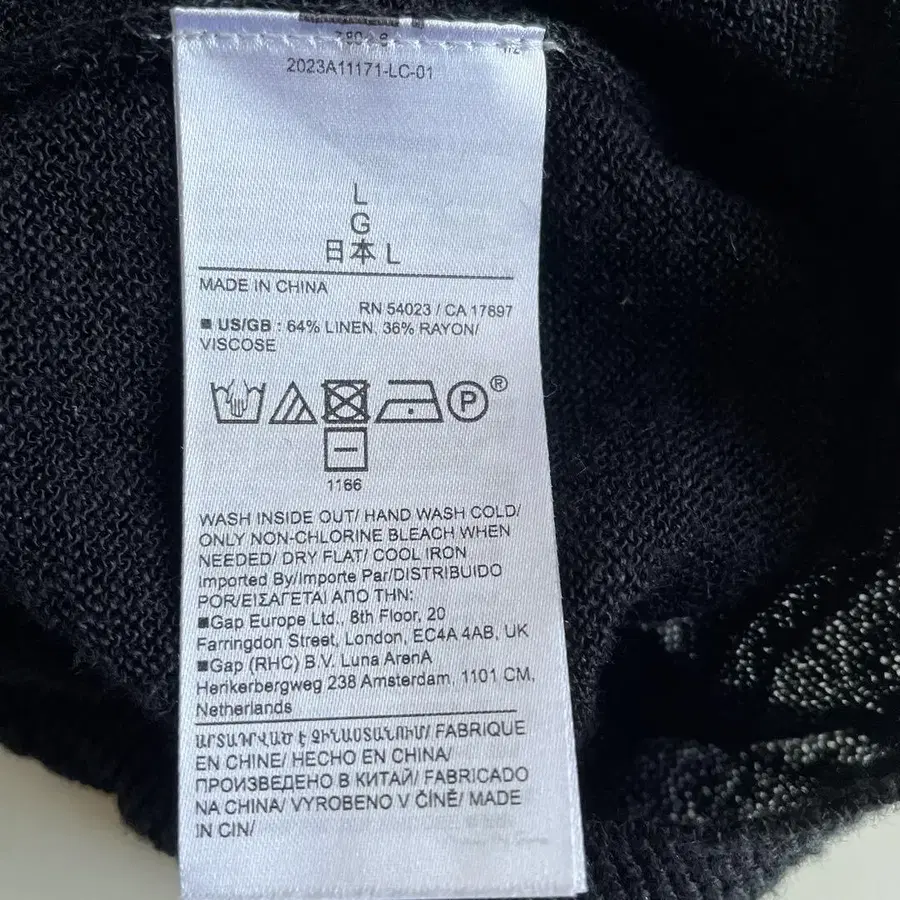 2023A11171-LC-01
L
G
日本 L
MADE IN CHINA
RN 54023 / CA 17897
■ US/GB : 64% LINEN, 36% RAYON/
VISCOSE
P ®
1166
WASH INSIDE OUT/ HAND WASH COLD/
ONLY NON-CHLORINE BLEACH WHEN
NEEDED/ DRY FLAT/ COOL IRON
Imported By/Importe Par/DISTRIBUIDO
POR/ΕΙΣΑΓΕΤΑΙ ΑΠΟ ΤΗΝ:
■Gap Europe Ltd., 8th Floor, 20
Farringdon Street, London, EC4A 4AB, UK
■Gap (RHC) B.V. Luna ArenA
Herikerbergweg 238 Amsterdam, 1101 CM,
Netherlands
ԱՐՏԱԴՐՎԱԾ Է ՉԻՆԱՍՏԱՆՈՒՄ/ FABRIQUE
EN CHINE/ HECHO EN CHINA/
ПРОИЗВЕДЕНО В КИТАЙ/ FABRICADO
NA CHINA/ VYROBENO V ČÍNĚ/ MADE
IN CIN/